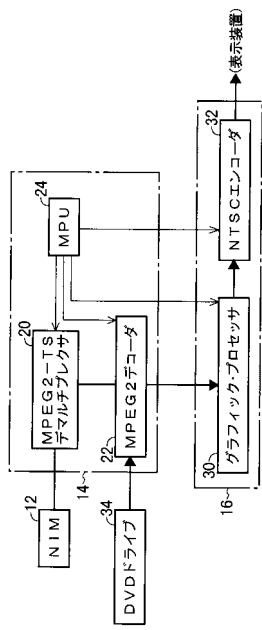 12
NIM
20
MPEG2-TS
デマルチプレクサ
24
MPU
14
22
MPEG2デコーダ
34
DVDドライブ
16
30
グラフィック・プロセッサ
32
NTSCエンコーダ
(表示装置)